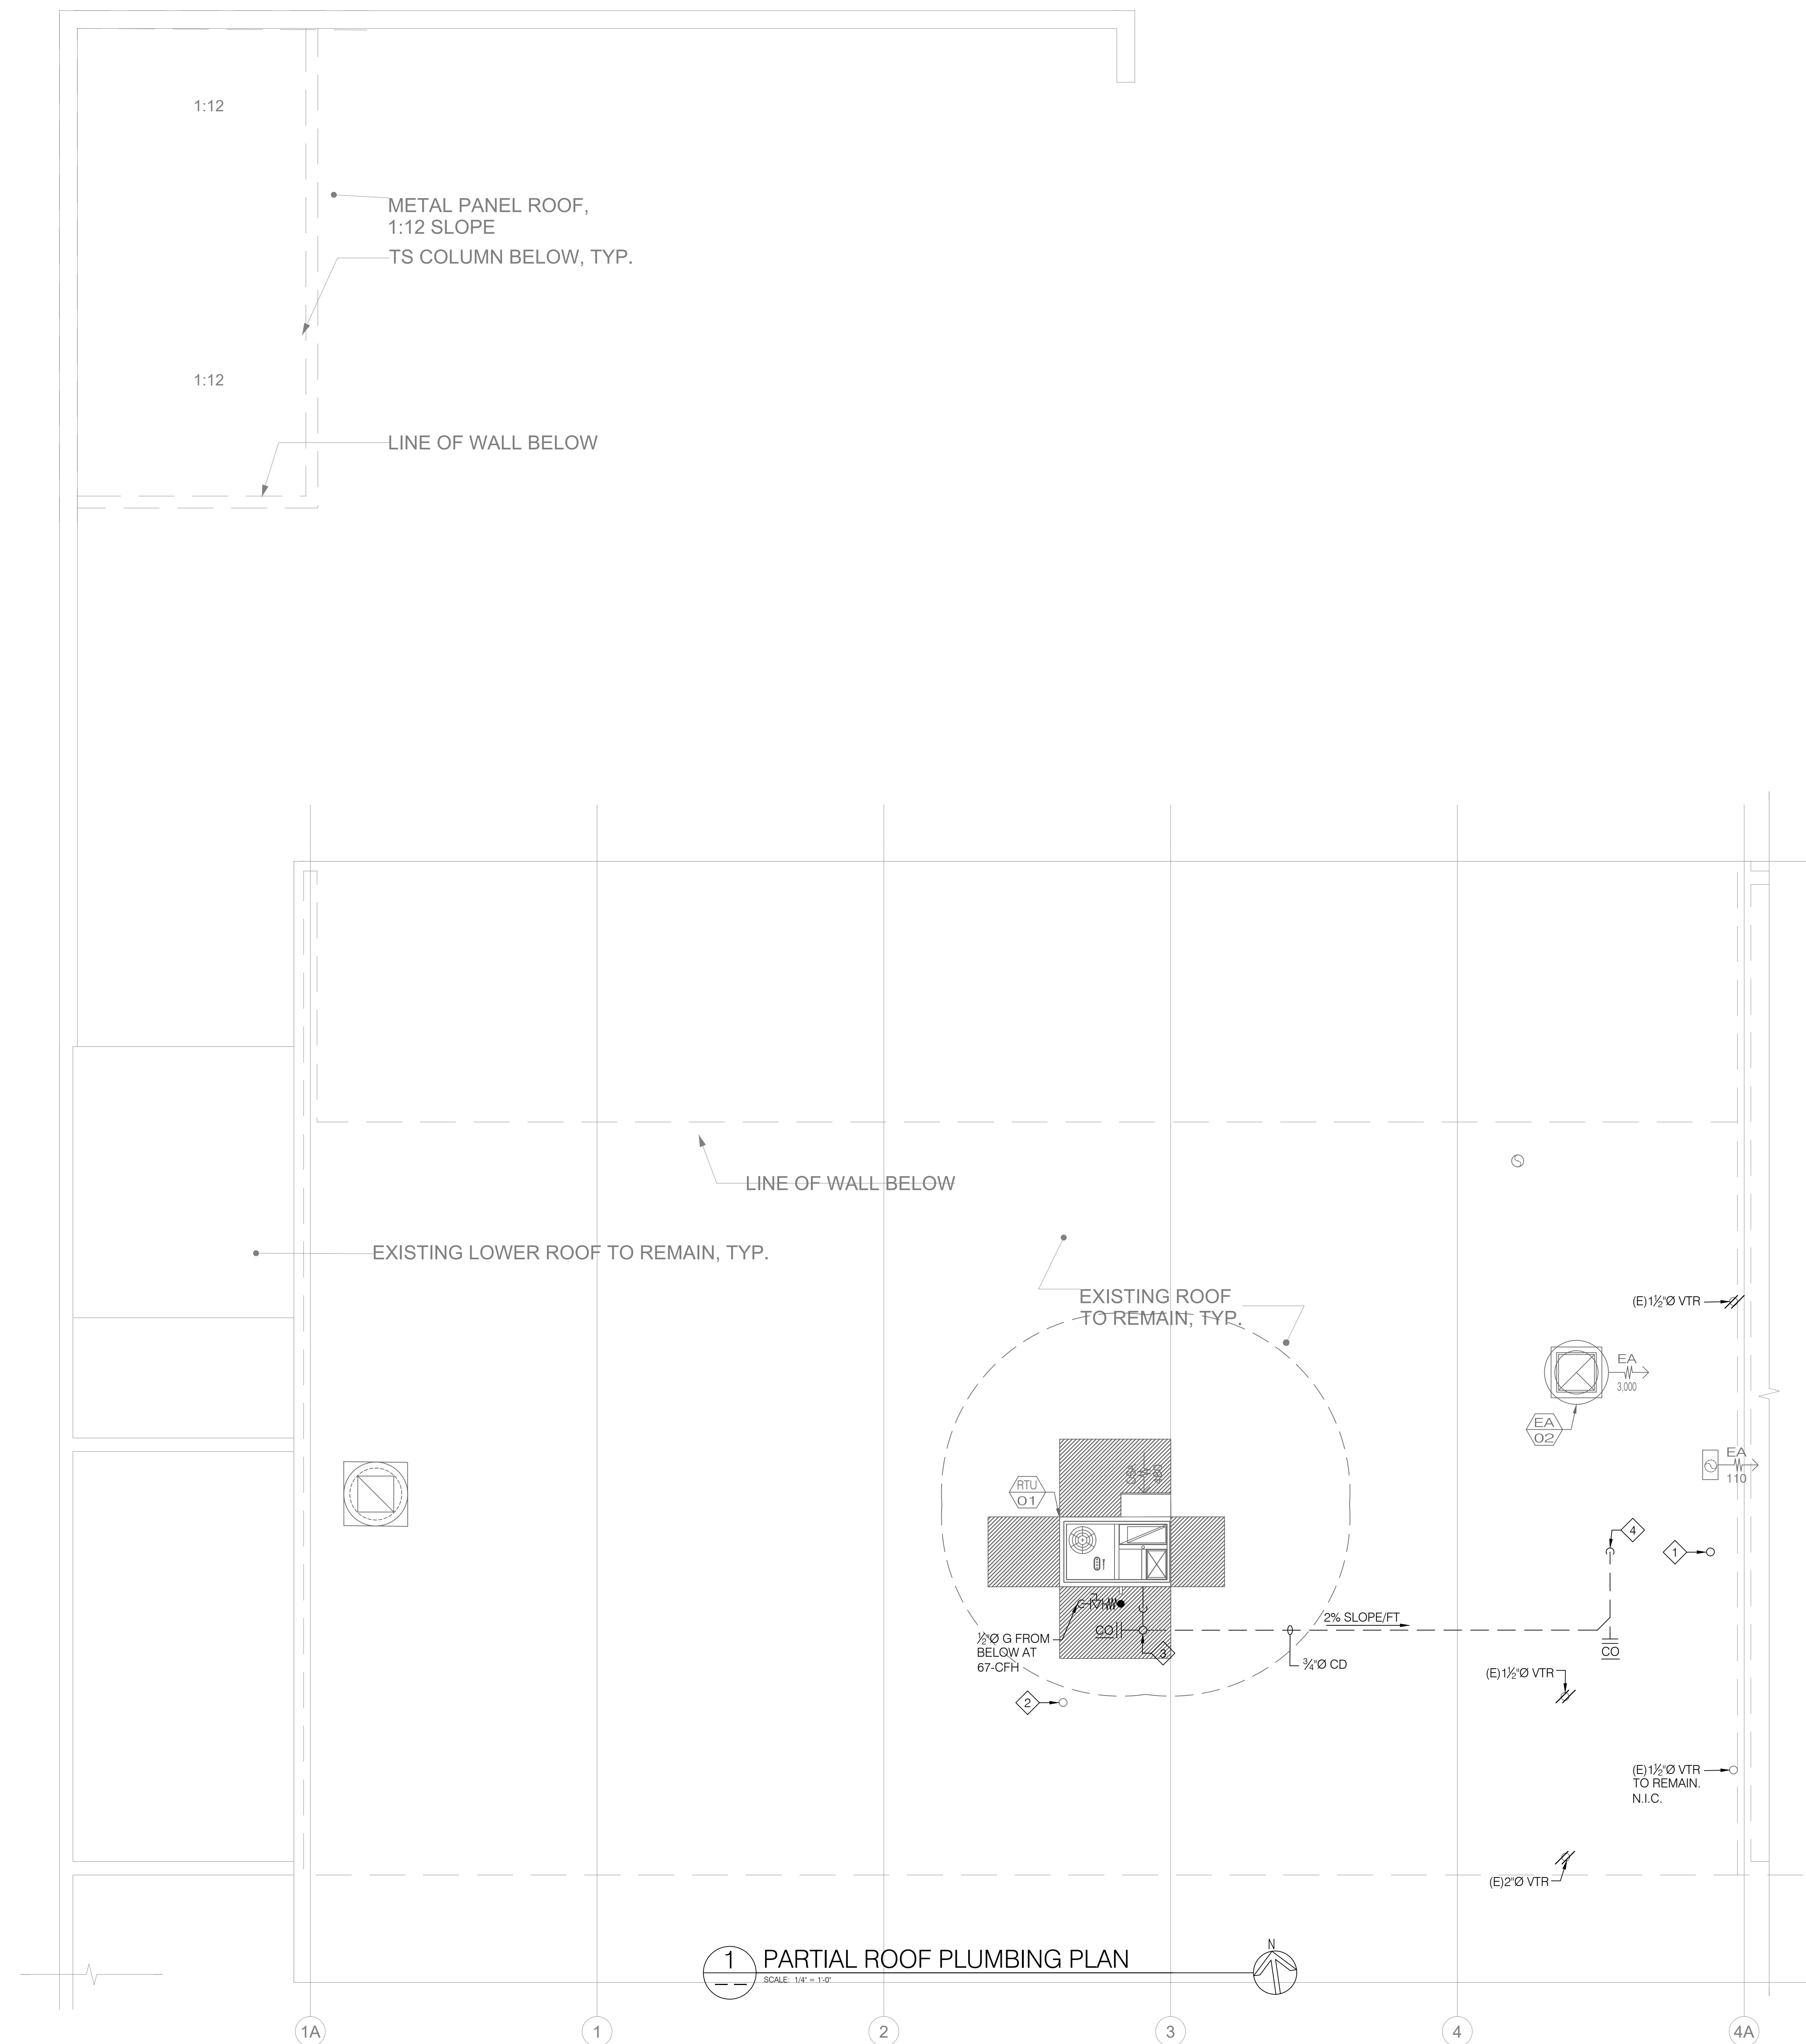 1:12
METAL PANEL ROOF,
1:12 SLOPE
TS COLUMN BELOW, TYP.
1:12
LINE OF WALL BELOW
LINE OF WALL BELOW
EXISTING LOWER ROOF TO REMAIN, TYP.
EXISTING ROOF
TO REMAIN, TYP.
(E)1½"Ø VTR
EA
3,000
EA
02
EA
110
RTU
01
OSA
480
4
1
2% SLOPE/FT
CO
½"Ø G FROM
BELOW AT
67-CFH
3
¾"Ø CD
CO
2
(E)1½"Ø VTR
(E)1½"Ø VTR
TO REMAIN.
N.I.C.
(E)2"Ø VTR
1
PARTIAL ROOF PLUMBING PLAN
SCALE: 1/4" = 1'-0"
N
1A
1
2
3
4
4A